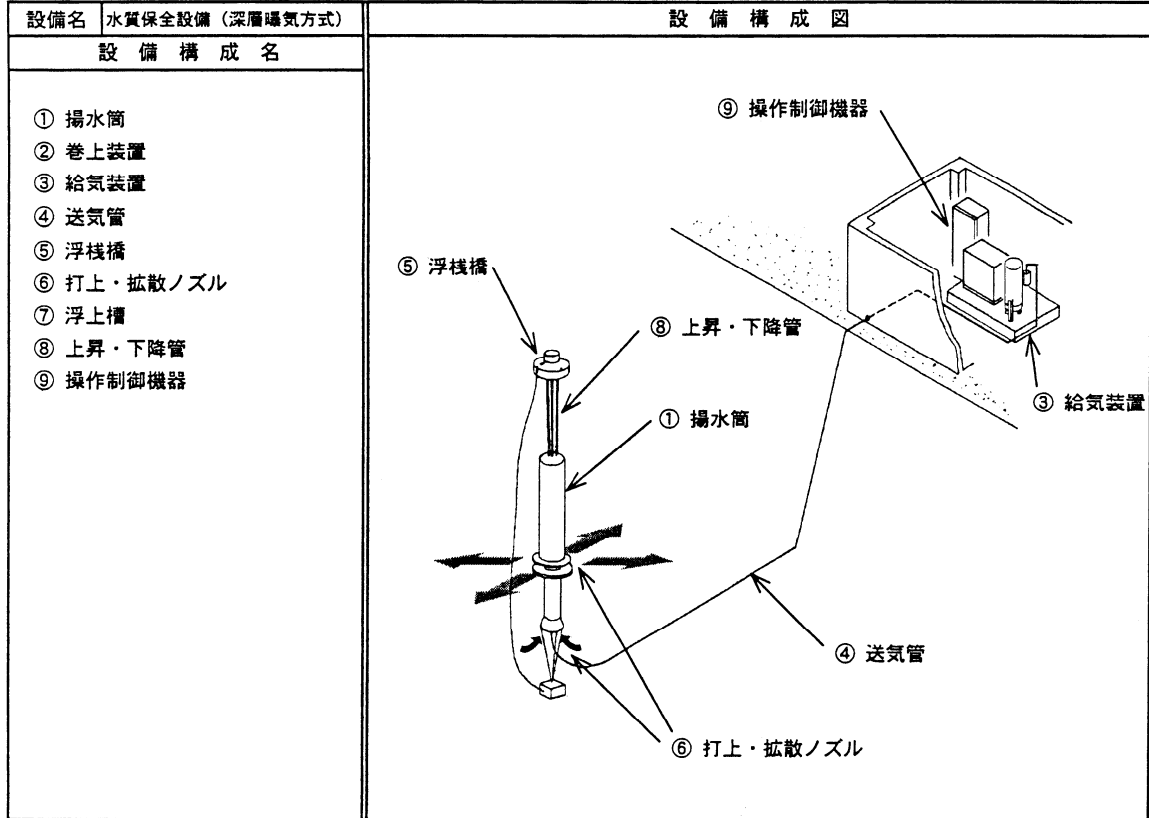 設備名 水質保全設備（深層曝気方式）
設備構成名
① 揚水筒
② 巻上装置
③ 給気装置
④ 送気管
⑤ 浮桟橋
⑥ 打上・拡散ノズル
⑦ 浮上槽
⑧ 上昇・下降管
⑨ 操作制御機器
設備構成図
⑨ 操作制御機器
⑤ 浮桟橋
⑧ 上昇・下降管
③ 給気装置
① 揚水筒
④ 送気管
⑥ 打上・拡散ノズル